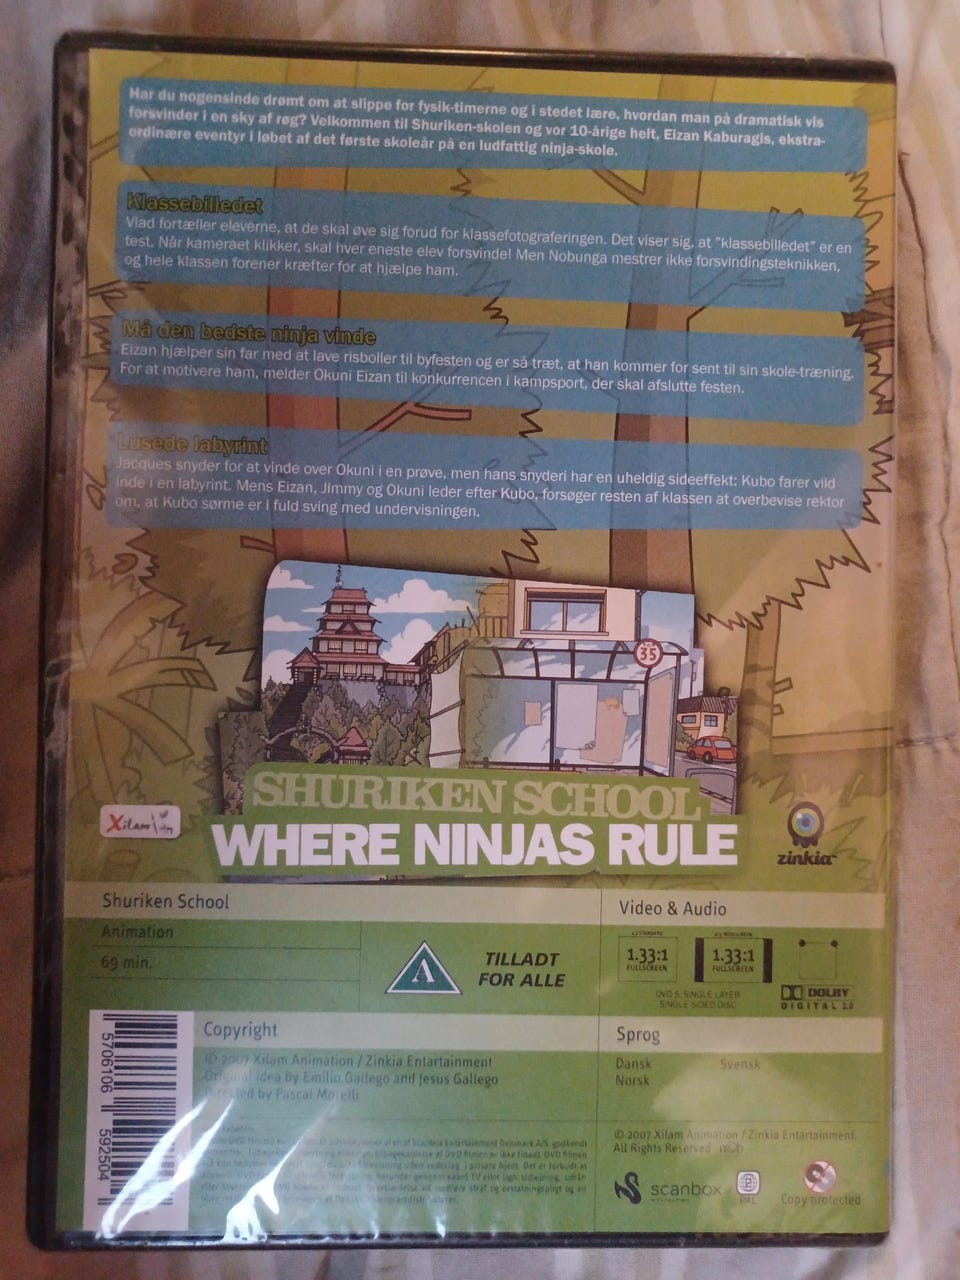 Har du nogensinde drømt om at slippe for fysik-timerne og i stedet lære, hvordan man på dramatisk vis
forsvinder i en sky af røg? Velkommen til Shuriken-skolen og vor 10-årige helt, Eizan Kaburagis, ekstra-
ordinære eventyr i løbet af det første skoleår på en ludfattig ninja-skole.
Klassebilledet
Vlad fortæller eleverne, at de skal øve sig forud for klassefotograferingen. Det viser sig, at "klassebilledet" er en
test. Når kameraet klikker, skal hver eneste elev forsvinde! Men Nobunga mestrer ikke forsvindingsteknikken,
og hele klassen forener kræfter for at hjælpe ham.
Må den bedste ninja vinde
Eizan hjælper sin far med at lave risboller til byfesten og er så træt, at han kommer for sent til sin skole-træning.
For at motivere ham, melder Okuni Eizan til konkurrencen i kampsport, der skal afslutte festen.
Lusede labyrint
Jacques snyder for at vinde over Okuni i en prøve, men hans snyderi har en uheldig sideeffekt: Kubo farer vild
inde i en labyrint. Mens Eizan, Jimmy og Okuni leder efter Kubo, forsøger resten af klassen at overbevise rektor
om, at Kubo sørme er i fuld sving med undervisningen.
35
SHURIKEN SCHOOL
WHERE NINJAS RULE
Xilam
zinkia
Shuriken School
Animation
69 min.
A
TILLADT
FOR ALLE
Video & Audio
1.33:1
FULLSCREEN
1.33:1
FULLSCREEN
DVD 5: SINGLE LAYER
SINGLE SIDED DISC
DOLBY
DIGITAL 2.0
Copyright
© 2007 Xilam Animation / Zinkia Entartainment
Original idea by Emilio Gallego and Jesus Gallego
Directed by Pascal Morelli
Sprog
Dansk Svensk
Norsk
© 2007 Xilam Animation / Zinkia Entertainment.
All Rights Reserved
scanbox
PAL
Copy protected
5706106 592504